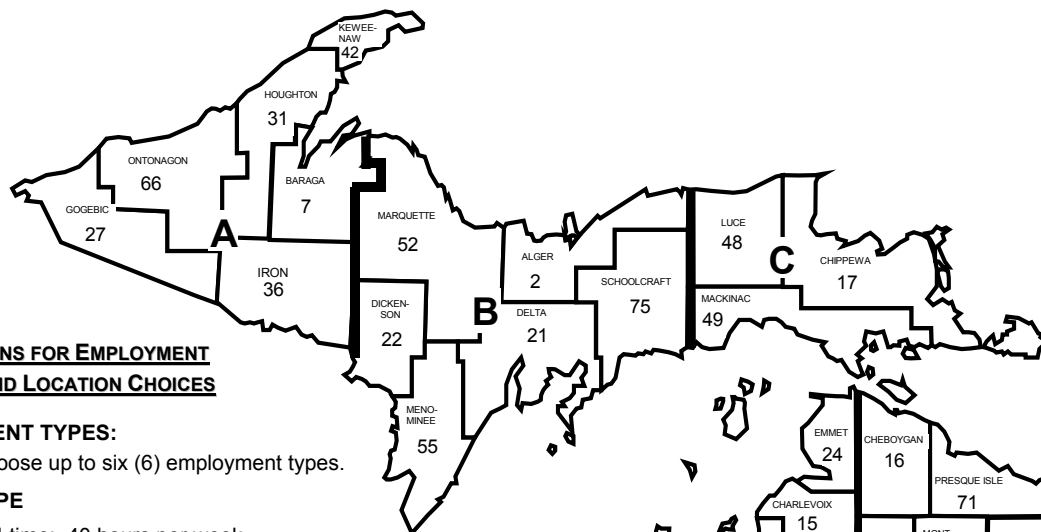 KEWEE-
NAW
42
HOUGHTON
31
ONTONAGON
66
BARAGA
7
GOGEBIC
27
A
IRON
36
MARQUETTE
52
ALGER
2
LUCE
48
C
CHIPPEWA
17
SCHOOLCRAFT
75
MACKINAC
49
DICKEN-
SON
22
B
DELTA
21
MENO-
MINEE
55
NS FOR EMPLOYMENT
ND LOCATION CHOICES
ENT TYPES:
oose up to six (6) employment types.
PE
EMMET
24
CHEBOYGAN
16
PRESQUE ISLE
71
CHARLEVOIX
15